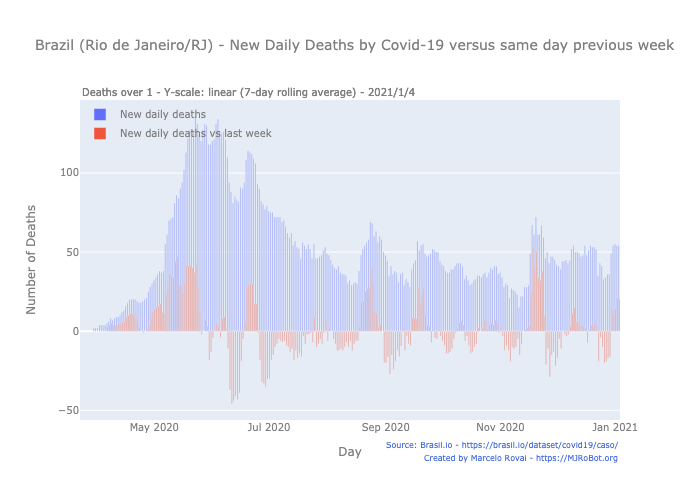 Brazil (Rio de Janeiro/RJ) - New Daily Deaths by Covid-19 versus same day previous week
Deaths over 1 - Y-scale: linear (7-day rolling average) - 2021/1/4
New daily deaths
New daily deaths vs last week
100
50
0
−50
Number of Deaths
May 2020
Jul 2020
Sep 2020
Nov 2020
Jan 2021
Day
Source: Brasil.io - https://brasil.io/dataset/covid19/caso/
Created by Marcelo Rovai - https://MJRoBot.org